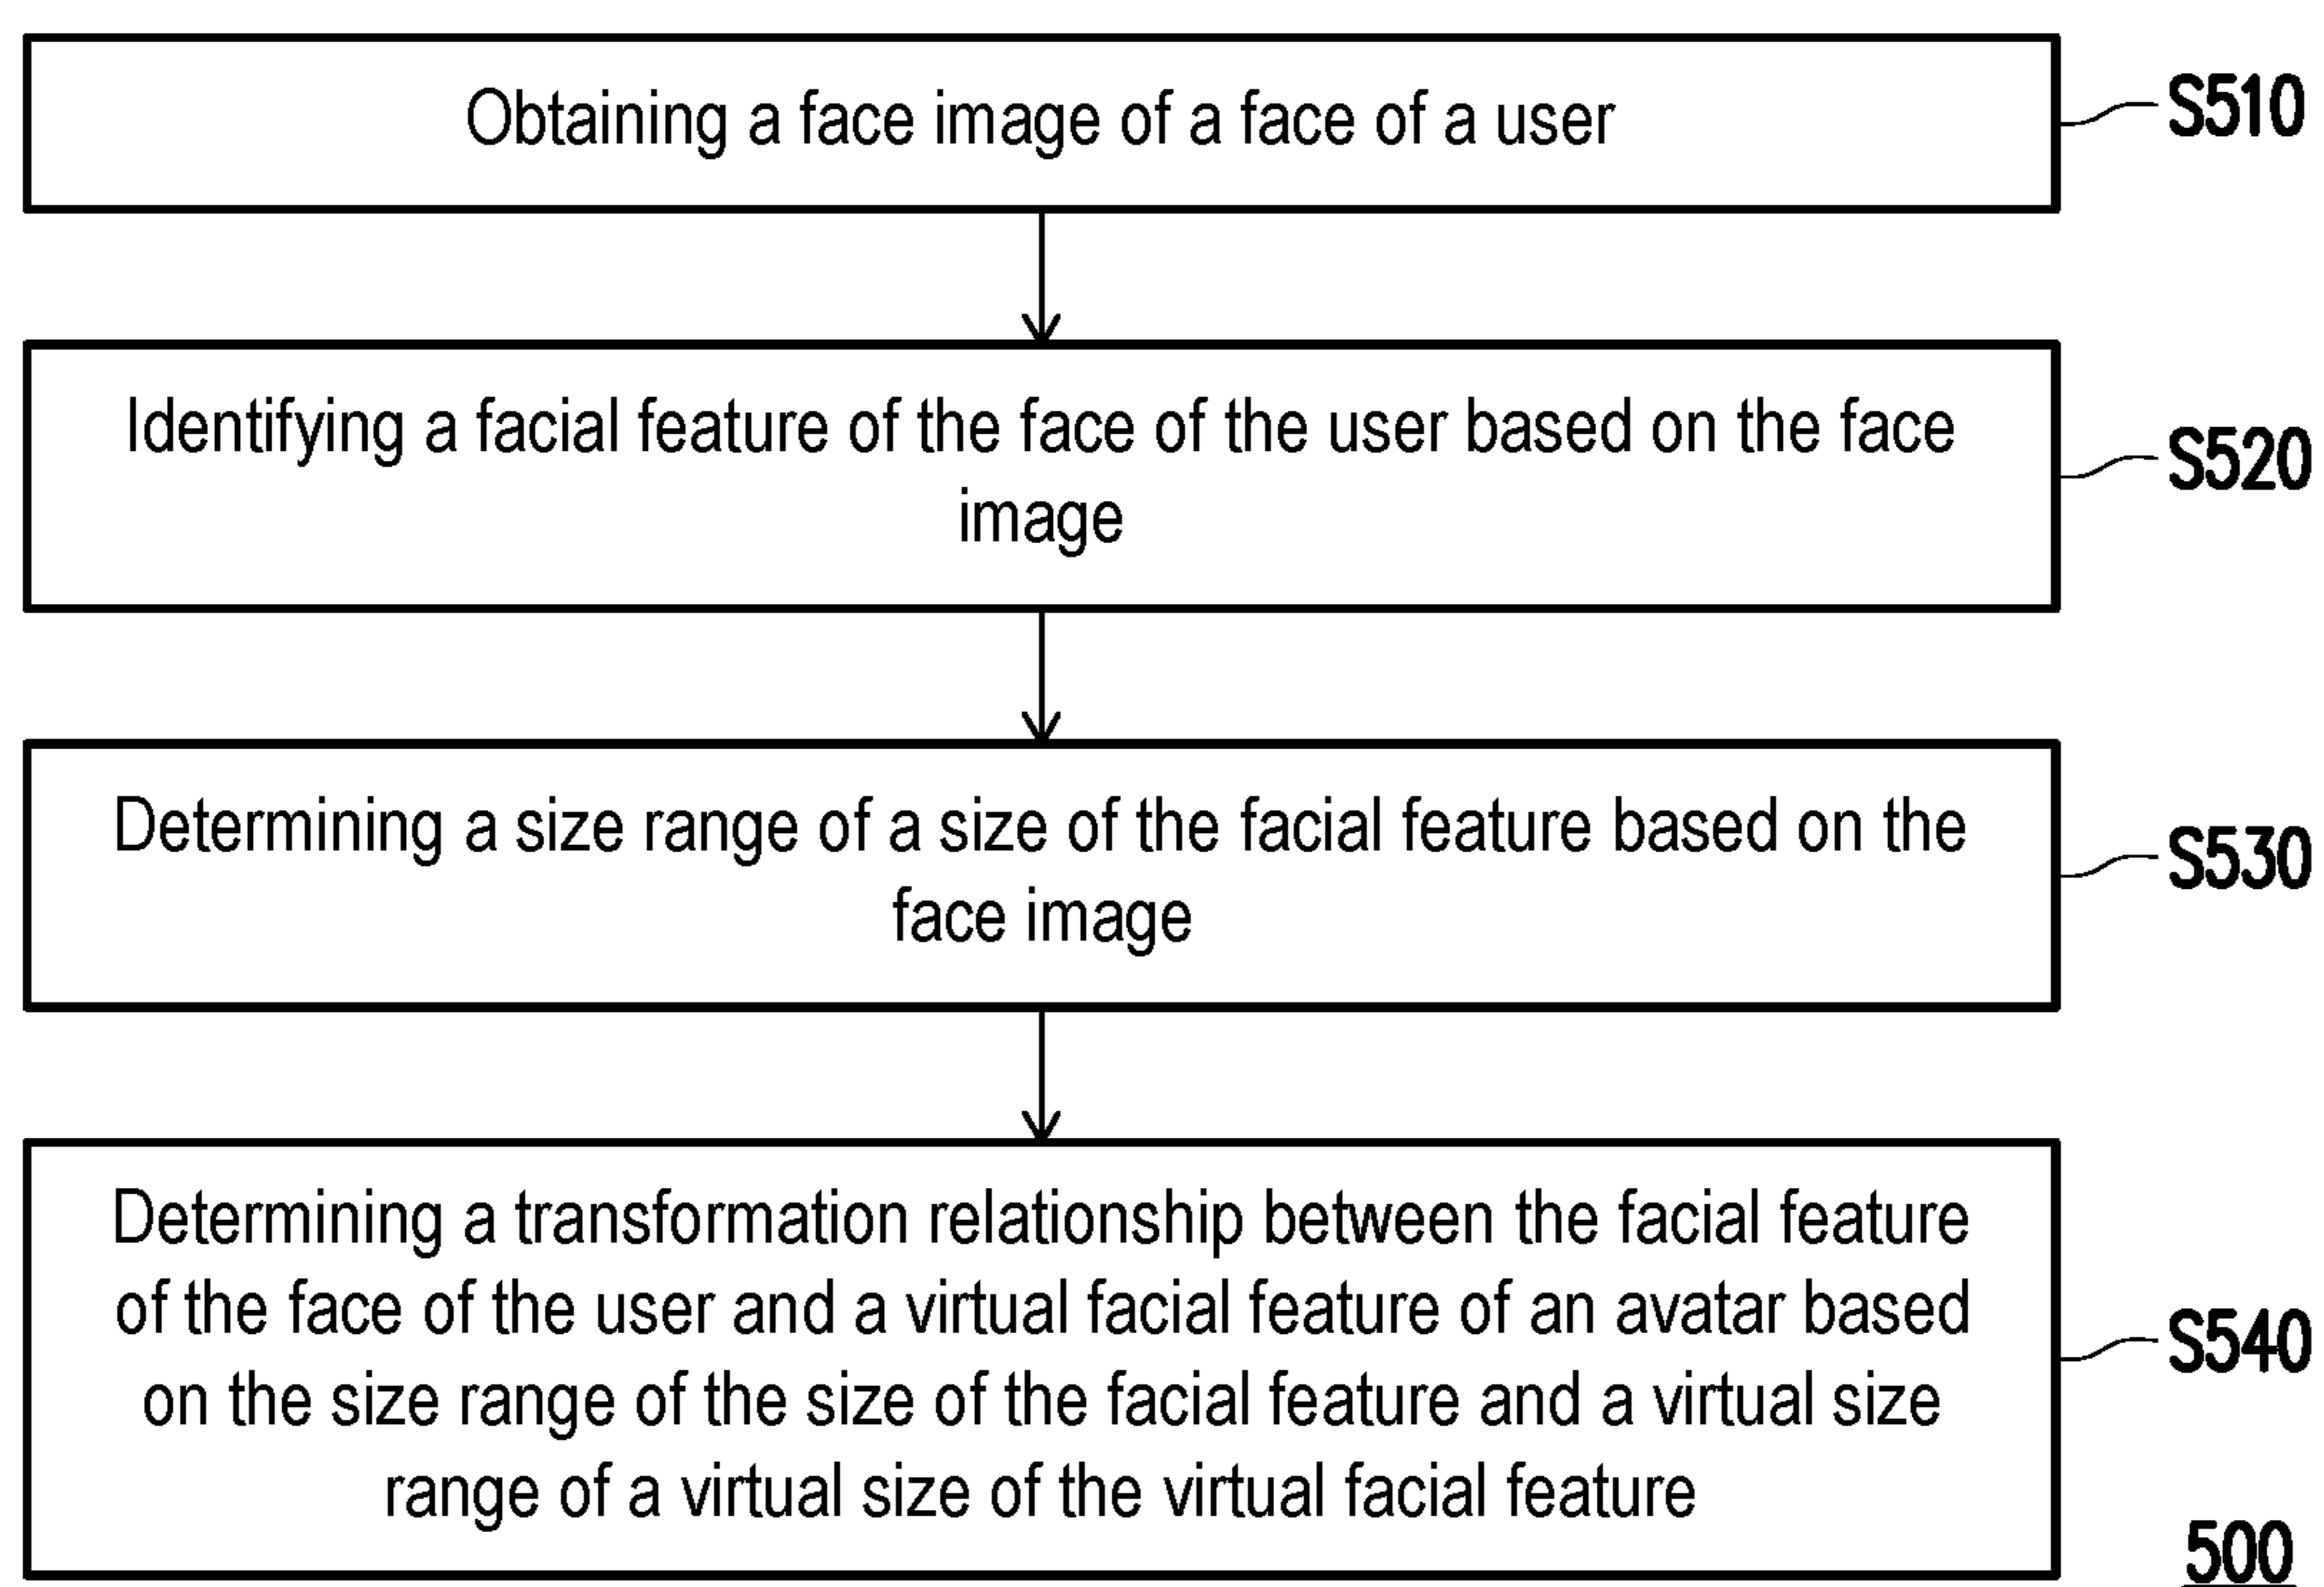 Obtaining a face image of a face of a user
S510
Identifying a facial feature of the face of the user based on the face
image
S520
Determining a size range of a size of the facial feature based on the
face image
S530
Determining a transformation relationship between the facial feature
of the face of the user and a virtual facial feature of an avatar based
on the size range of the size of the facial feature and a virtual size
range of a virtual size of the virtual facial feature
S540
500